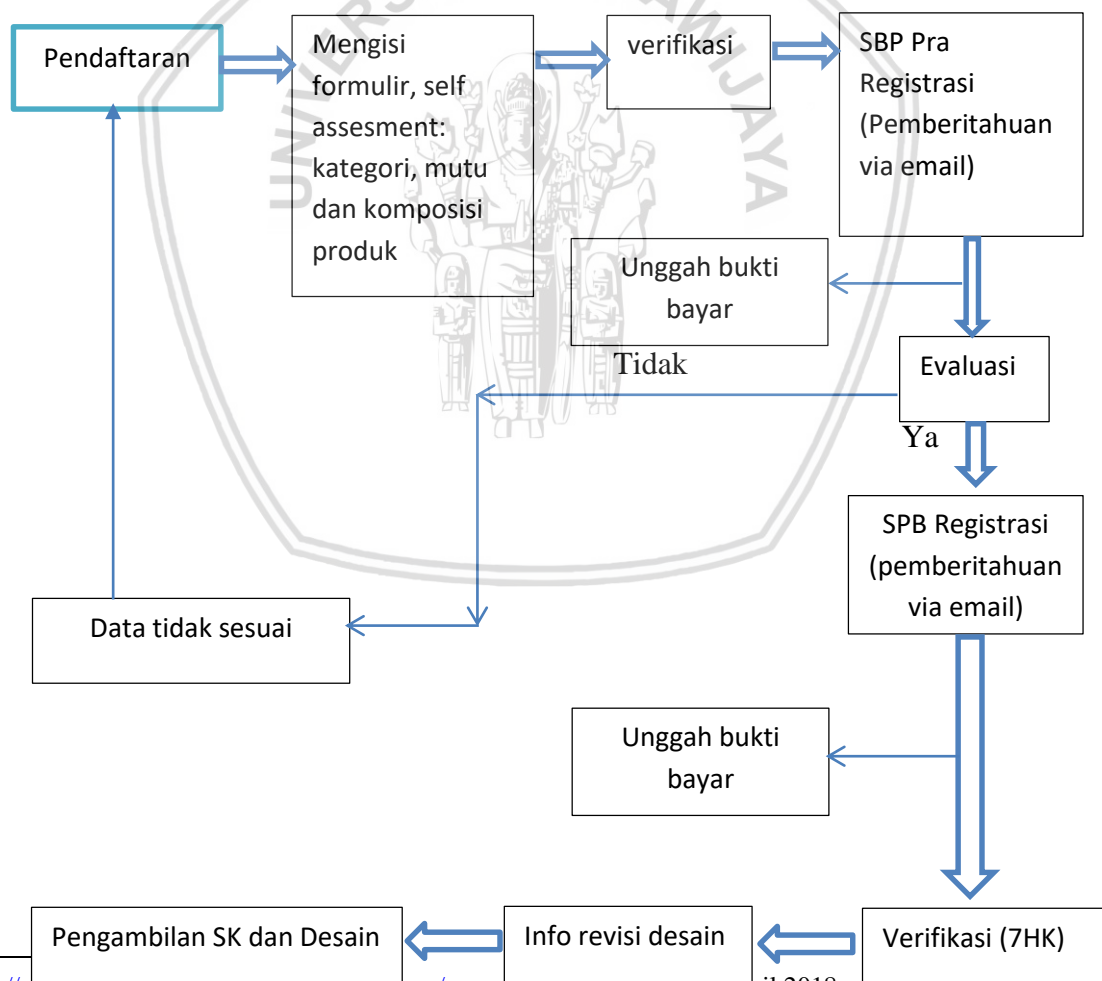 Pendaftaran
Mengisi
formulir, self
assesment:
kategori, mutu
dan komposisi
produk
verifikasi
SBP Pra
Registrasi
(Pemberitahuan
via email)
Unggah bukti
bayar
Tidak
Evaluasi
Ya
SPB Registrasi
(pemberitahuan
via email)
Data tidak sesuai
Unggah bukti
bayar
Pengambilan SK dan Desain
Info revisi desain
Verifikasi (7HK)